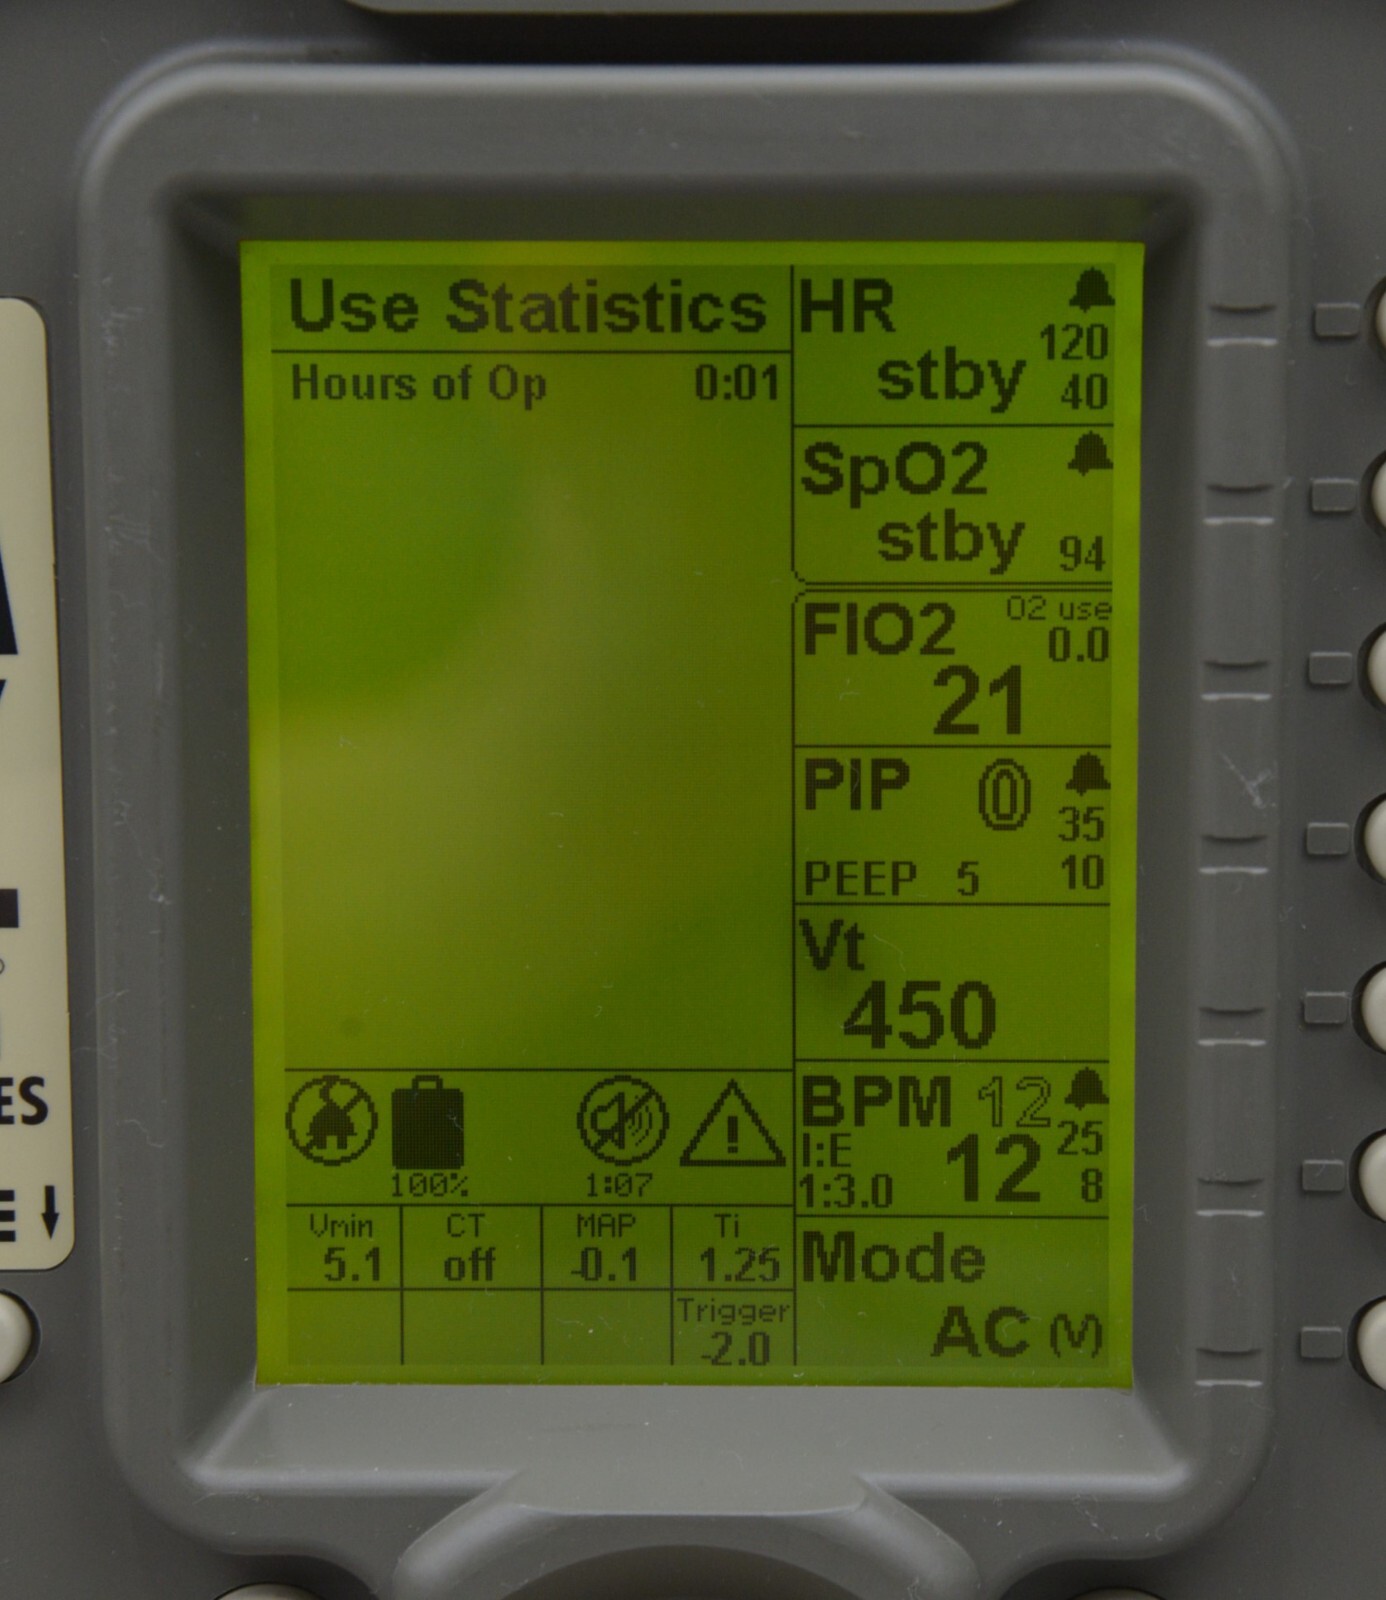 Use Statistics
Hours of Op 0:01
HR
120
stby
40
SpO2
stby 94
FIO2 O2 use
0.0
21
PIP 0
35
PEEP 5 10
Vt
450
BPM 12
25
I:E
12
1:3.0 8
Mode
AC (V)
100% 1:07
Vmin CT MAP Ti
5.1 off -0.1 1.25
Trigger
-2.0
ES
E